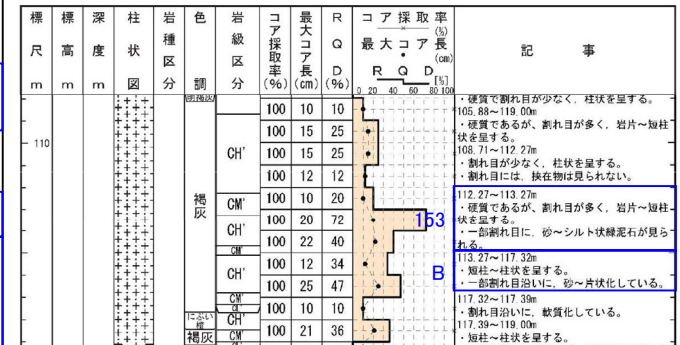 標尺m
標高m
深度m
柱状図
岩種区分
色調
岩級区分
コア採取率(%)
最大コア長(cm)
RQD(%)
コア採取率(%)
最大コア長(cm)
RQD[%]
0 20 40 60 80 100
記事
110
褐灰
にぶい橙
褐灰
CH'
CM'
CH'
CM'
CH'
CM'
CH'
CM'
100 10 10
100 15 25
100 15 25
100 12 12
100 10 20
100 20 72
100 22 40
100 12 34
100 25 47
100 10 10
100 21 36
153
B
・硬質で割れ目が少なく，柱状を呈する。
105.88～119.00m
・硬質であるが，割れ目が多く，岩片～短柱
状を呈する。
108.71～112.27m
・割れ目が少なく，柱状を呈する。
・割れ目には，挟在物は見られない。
112.27～113.27m
・硬質であるが，割れ目が多く，岩片～短柱
状を呈する。
・一部割れ目に，砂～シルト状緑泥石が見ら
れる。
113.27～117.32m
・短柱～柱状を呈する。
・一部割れ目沿いに，砂～片状化している。
117.32～117.39m
・割れ目沿いに，軟質化している。
117.39～119.00m
・短柱～柱状を呈する。